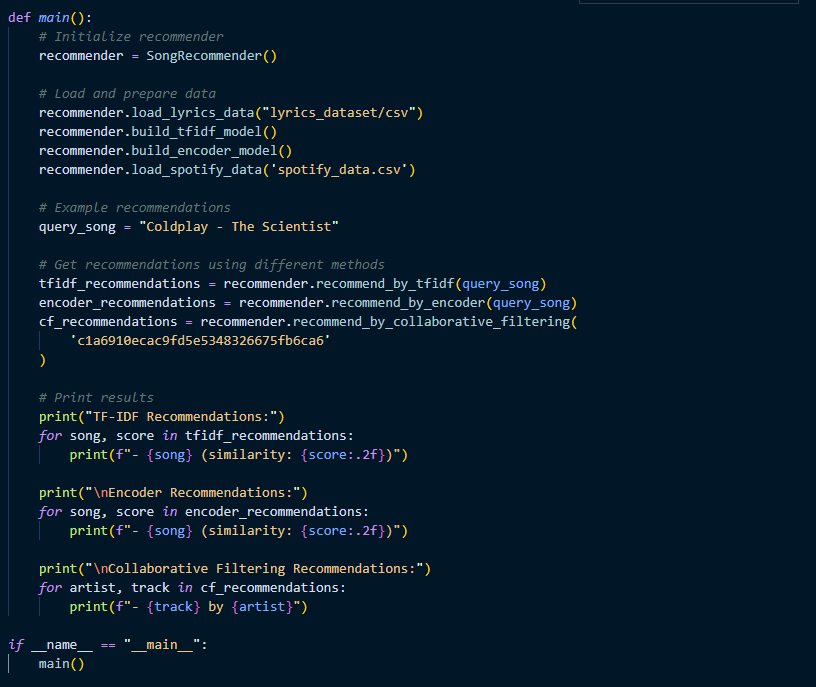 def main():
    # Initialize recommender
    recommender = SongRecommender()

    # Load and prepare data
    recommender.load_lyrics_data("lyrics_dataset/csv")
    recommender.build_tfidf_model()
    recommender.build_encoder_model()
    recommender.load_spotify_data('spotify_data.csv')

    # Example recommendations
    query_song = "Coldplay - The Scientist"

    # Get recommendations using different methods
    tfidf_recommendations = recommender.recommend_by_tfidf(query_song)
    encoder_recommendations = recommender.recommend_by_encoder(query_song)
    cf_recommendations = recommender.recommend_by_collaborative_filtering(
        'c1a6910ecac9fd5e5348326675fb6ca6'
    )

    # Print results
    print("TF-IDF Recommendations:")
    for song, score in tfidf_recommendations:
        print(f"- {song} (similarity: {score:.2f})")

    print("\nEncoder Recommendations:")
    for song, score in encoder_recommendations:
        print(f"- {song} (similarity: {score:.2f})")

    print("\nCollaborative Filtering Recommendations:")
    for artist, track in cf_recommendations:
        print(f"- {track} by {artist}")

if __name__ == "__main__":
    main()